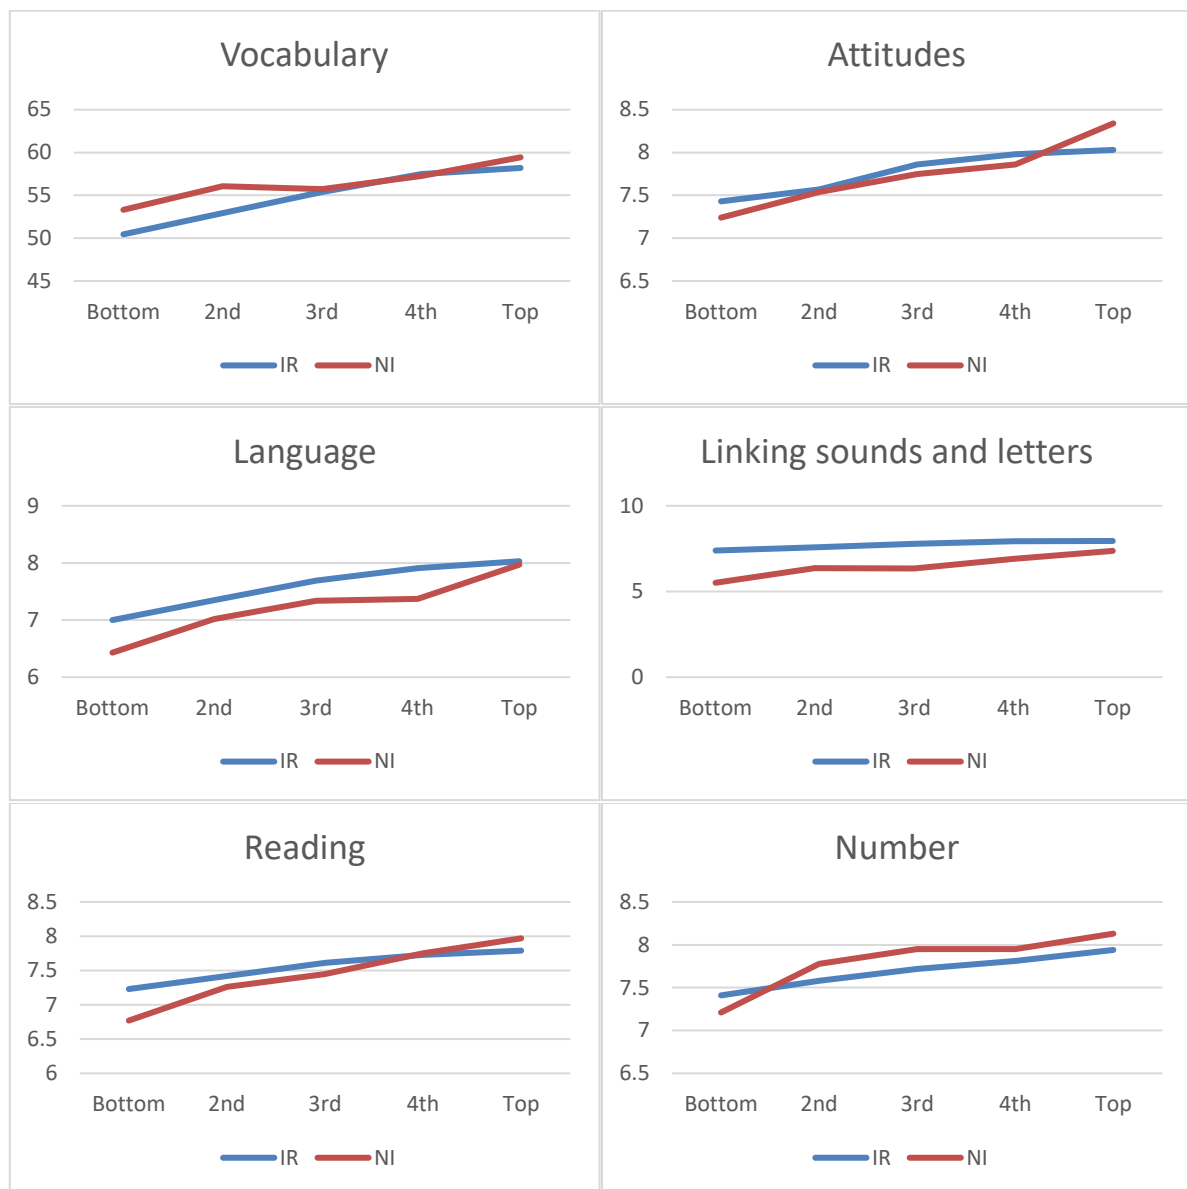 Vocabulary
65
60
55
50
45
Bottom 2nd 3rd 4th Top
IR NI
Attitudes
8.5
8
7.5
7
6.5
Bottom 2nd 3rd 4th Top
IR NI
Language
9
8
7
6
Bottom 2nd 3rd 4th Top
IR NI
Linking sounds and letters
10
5
0
Bottom 2nd 3rd 4th Top
IR NI
Reading
8.5
8
7.5
7
6.5
6
Bottom 2nd 3rd 4th Top
IR NI
Number
8.5
8
7.5
7
6.5
Bottom 2nd 3rd 4th Top
IR NI